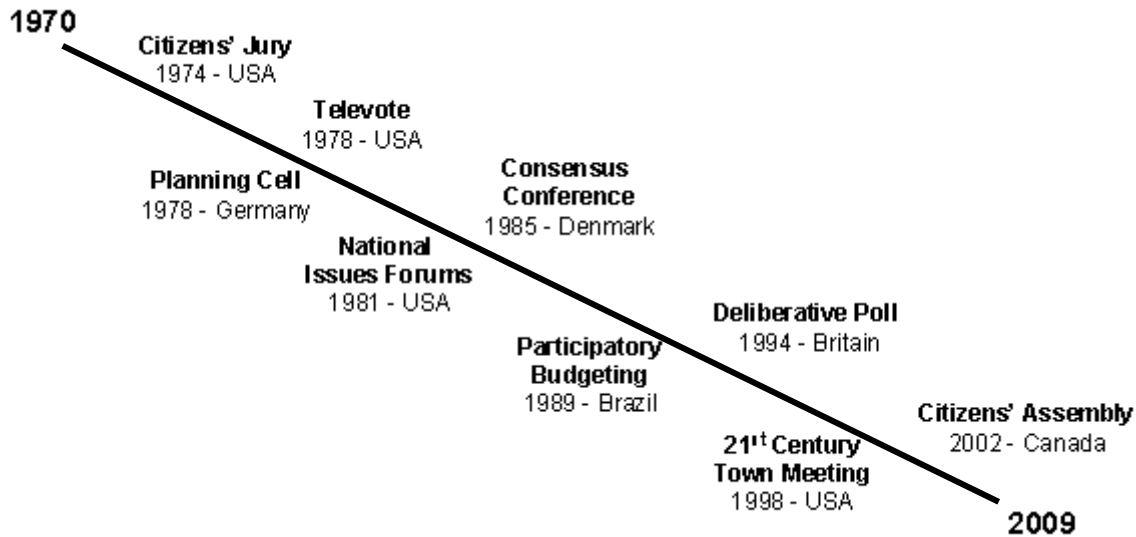 1970
Citizens' Jury
1974 - USA
Televote
1978 - USA
Planning Cell
1978 - Germany
Consensus
Conference
1985 - Denmark
National
Issues Forums
1981 - USA
Deliberative Poll
1994 - Britain
Participatory
Budgeting
1989 - Brazil
Citizens' Assembly
2002 - Canada
21st Century
Town Meeting
1998 - USA
2009